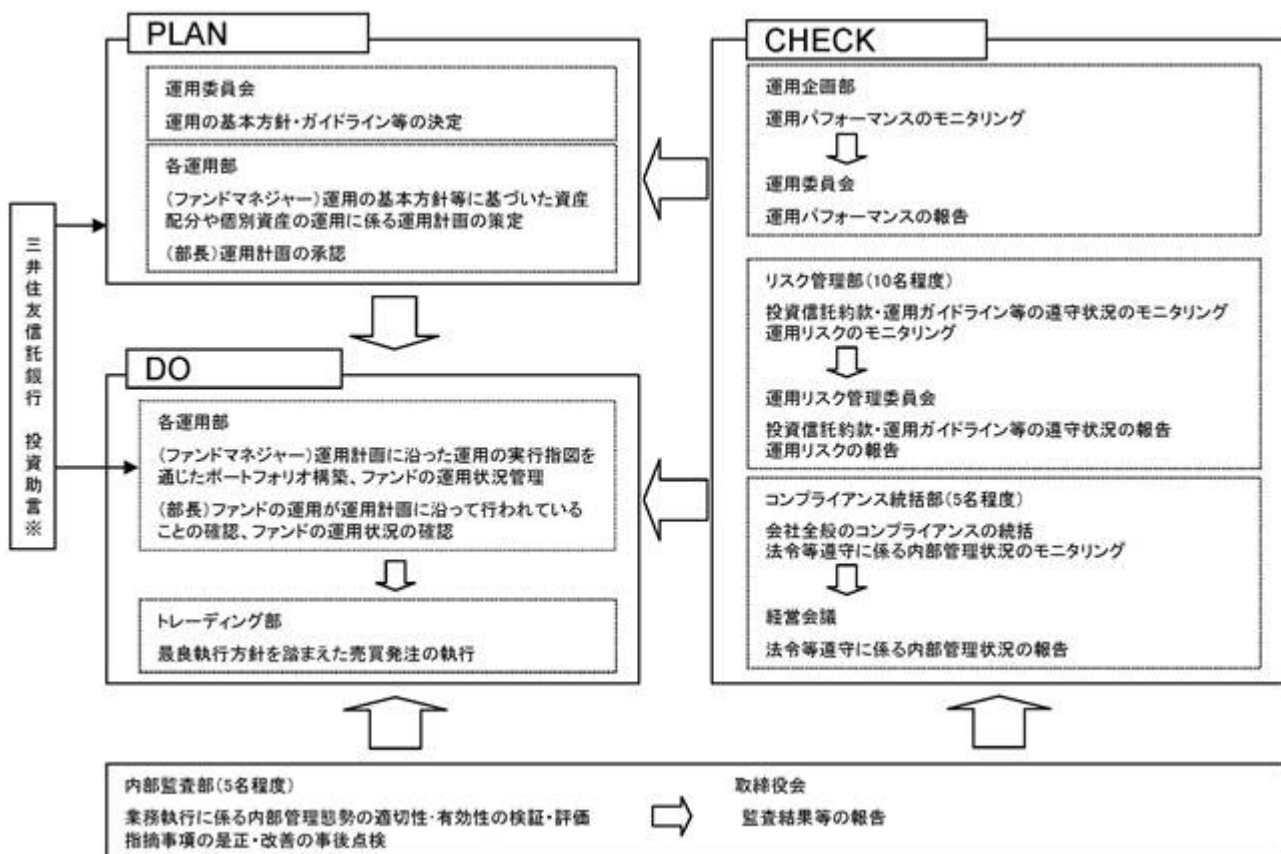 PLAN
運用委員会
運用の基本方針・ガイドライン等の決定
各運用部
(ファンドマネジャー)運用の基本方針等に基づいた資産
配分や個別資産の運用に係る運用計画の策定
(部長)運用計画の承認
三井住友信託銀行 投資助言※
DO
各運用部
(ファンドマネジャー)運用計画に沿った運用の実行指図を
通じたポートフォリオ構築、ファンドの運用状況管理
(部長)ファンドの運用が運用計画に沿って行われている
ことの確認、ファンドの運用状況の確認
トレーディング部
最良執行方針を踏まえた売買発注の執行
CHECK
運用企画部
運用パフォーマンスのモニタリング
運用委員会
運用パフォーマンスの報告
リスク管理部(10名程度)
投資信託約款・運用ガイドライン等の遵守状況のモニタリング
運用リスクのモニタリング
運用リスク管理委員会
投資信託約款・運用ガイドライン等の遵守状況の報告
運用リスクの報告
コンプライアンス統括部(5名程度)
会社全般のコンプライアンスの統括
法令等遵守に係る内部管理状況のモニタリング
経営会議
法令等遵守に係る内部管理状況の報告
内部監査部(5名程度)
業務執行に係る内部管理態勢の適切性・有効性の検証・評価
指摘事項の是正・改善の事後点検
取締役会
監査結果等の報告